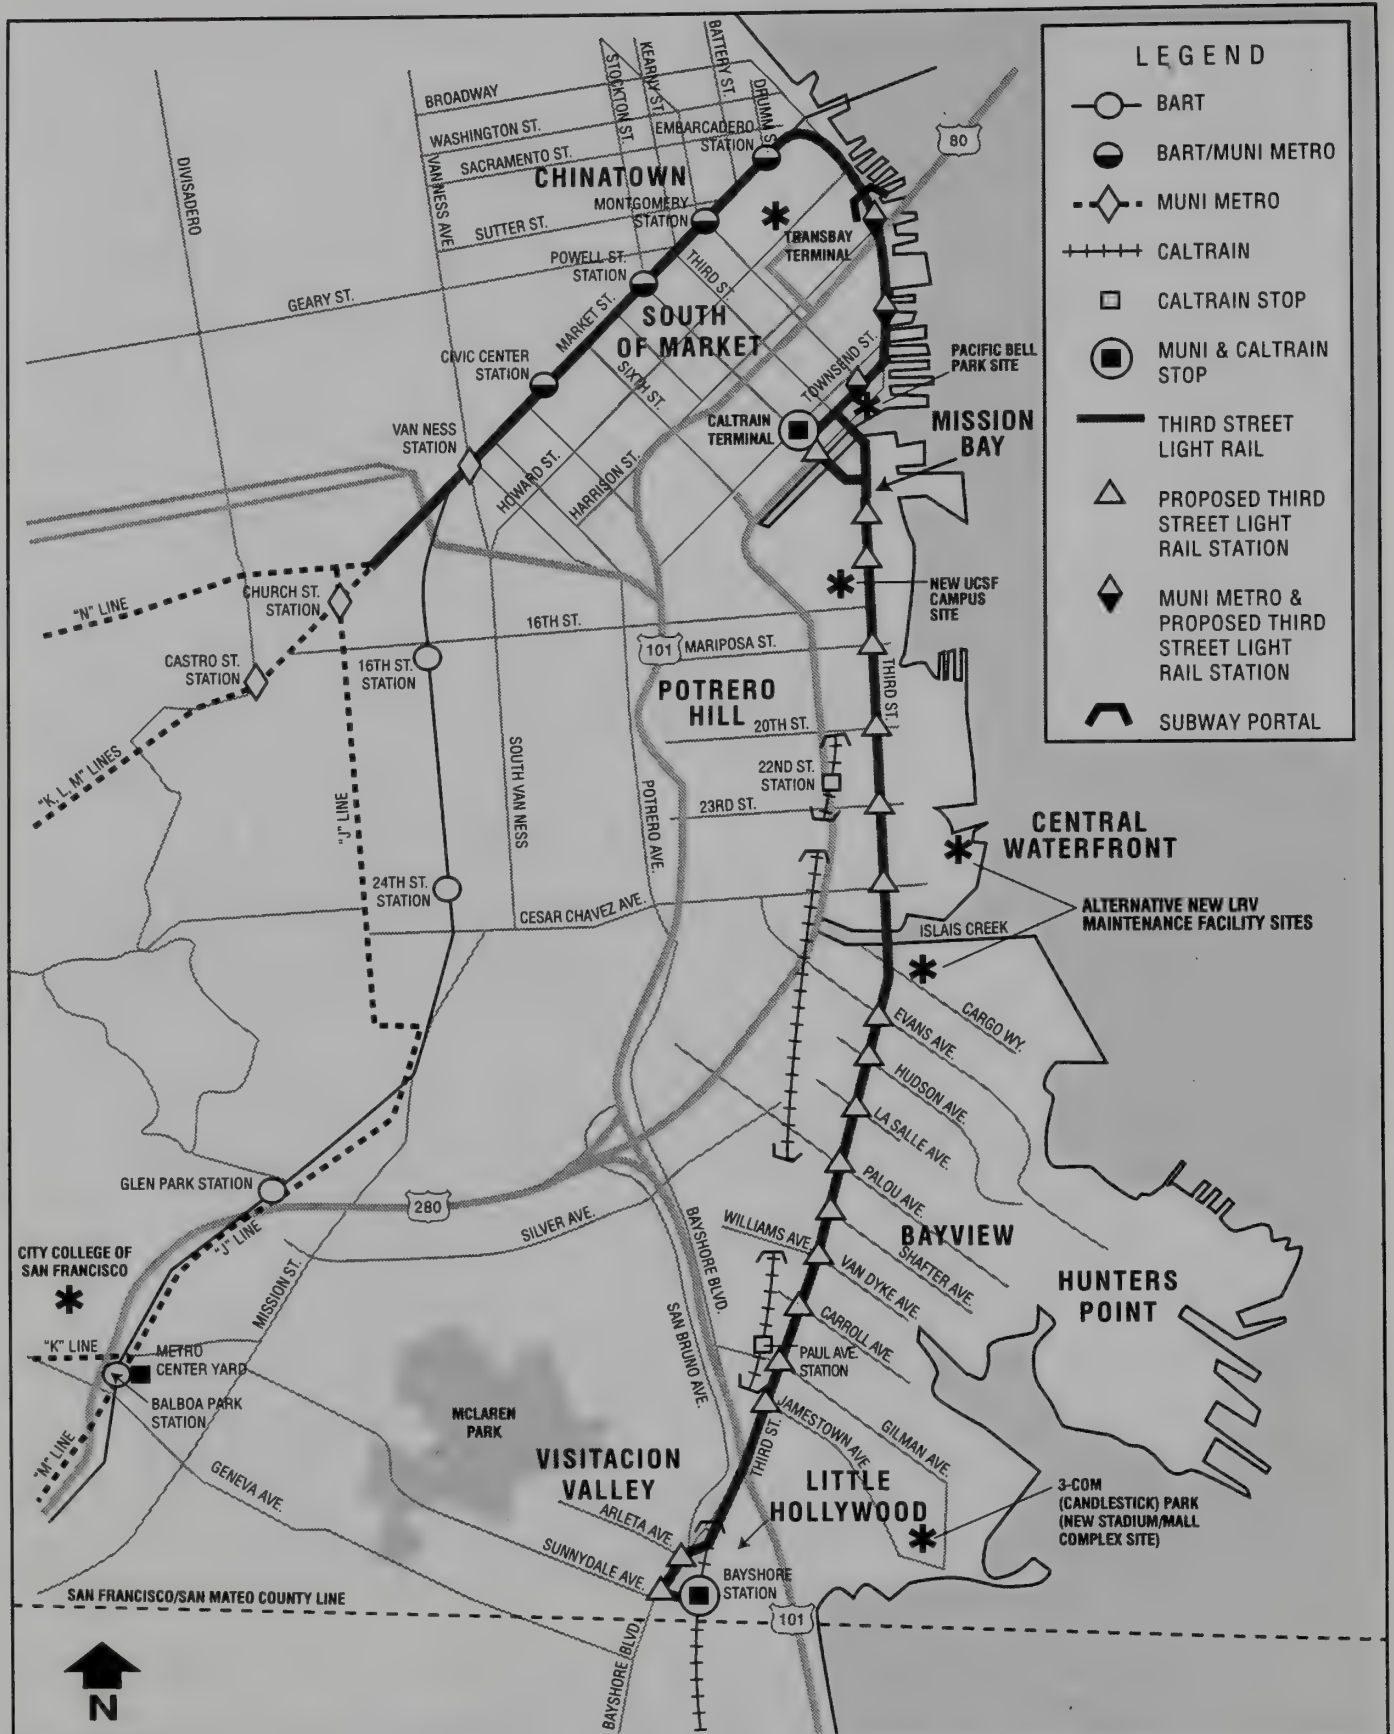 LEGEND
BART
BART/MUNI METRO
MUNI METRO
CALTRAIN
CALTRAIN STOP
MUNI & CALTRAIN
STOP
THIRD STREET
LIGHT RAIL
PROPOSED THIRD
STREET LIGHT
RAIL STATION
MUNI METRO &
PROPOSED THIRD
STREET LIGHT
RAIL STATION
SUBWAY PORTAL
BROADWAY
WASHINGTON ST.
SACRAMENTO ST.
STOCKTON ST.
KEARNY ST.
BATTERY ST.
DRUMM S
EMBARCADERO
STATION
80
DIVISADERO
VAN NESS AVE.
CHINATOWN
MONTGOMERY
STATION
SUTTER ST.
TRANSBAY
TERMINAL
POWELL ST.
STATION
THIRD ST.
GEARY ST.
MARKET ST.
SOUTH
OF MARKET
SIXTH ST.
TOWNSEND ST.
PACIFIC BELL
PARK SITE
CIVIC CENTER
STATION
CALTRAIN
TERMINAL
MISSION
BAY
VAN NESS
STATION
HOWARD ST.
HARRISON ST.
"N" LINE
CHURCH ST.
STATION
NEW UCSF
CAMPUS
SITE
16TH ST.
101
MARIPOSA ST.
CASTRO ST.
STATION
16TH ST.
STATION
POTRERO
HILL
THIRD ST.
20TH ST.
"K, L, M" LINES
"J" LINE
SOUTH VAN NESS
POTRERO AVE.
22ND ST.
STATION
23RD ST.
CENTRAL
WATERFRONT
24TH ST.
STATION
CESAR CHAVEZ AVE.
ALTERNATIVE NEW LRV
MAINTENANCE FACILITY SITES
ISLAIS CREEK
CARGO WY.
EVANS AVE.
HUDSON AVE.
LA SALLE AVE.
PALOU AVE.
GLEN PARK STATION
280
"J" LINE
SILVER AVE.
BAYSHORE BLVD.
WILLIAMS AVE.
BAYVIEW
SHAFTER AVE.
VAN DYKE AVE.
HUNTERS
POINT
CITY COLLEGE OF
SAN FRANCISCO
MISSION ST.
SAN BRUNO AVE.
CARROLL AVE.
"K" LINE
METRO
CENTER YARD
PAUL AVE.
STATION
BALBOA PARK
STATION
MCLAREN
PARK
JAMESTOWN AVE.
GILMAN AVE.
"M" LINE
GENEVA AVE.
VISITACION
VALLEY
THIRD ST.
LITTLE
HOLLYWOOD
3-COM
(CANDLESTICK) PARK
(NEW STADIUM/MALL
COMPLEX SITE)
ARLETA AVE.
SUNNYDALE AVE.
BAYSHORE
STATION
SAN FRANCISCO/SAN MATEO COUNTY LINE
101
BAYSHORE BLVD.
N